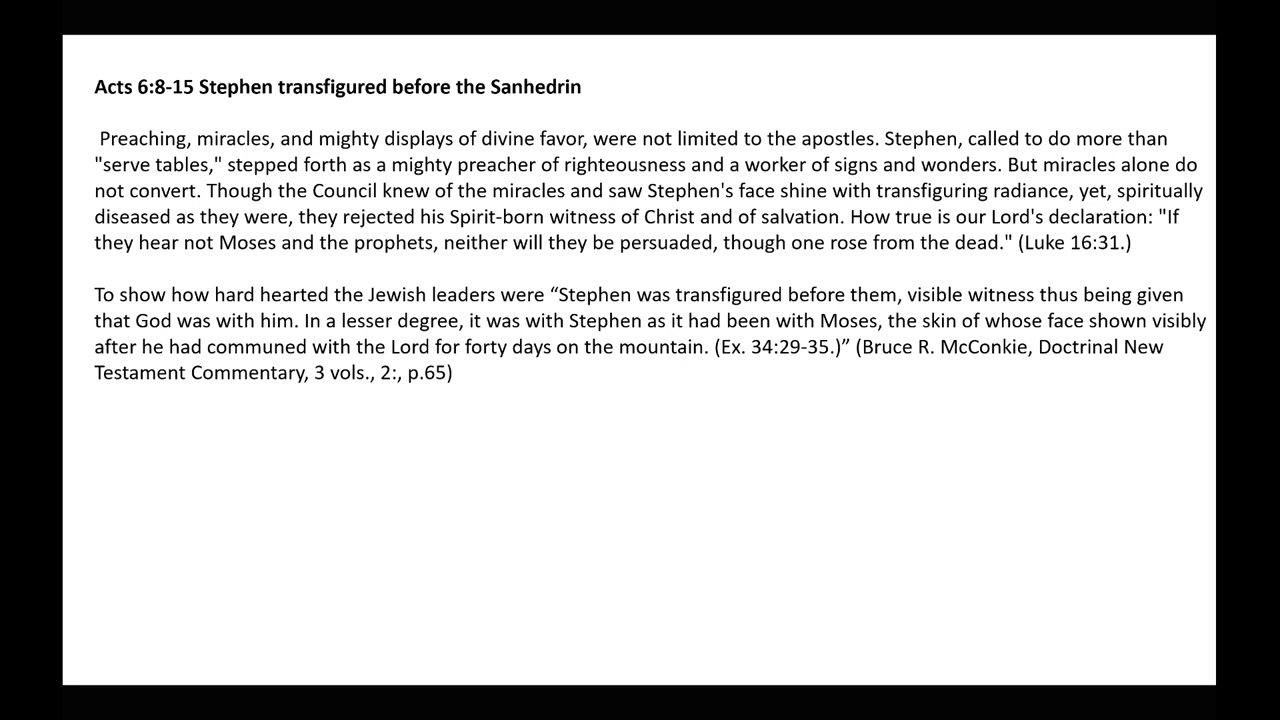 Acts 6:8-15 Stephen transfigured before the Sanhedrin
Preaching, miracles, and mighty displays of divine favor, were not limited to the apostles. Stephen, called to do more than
"serve tables," stepped forth as a mighty preacher of righteousness and a worker of signs and wonders. But miracles alone do
not convert. Though the Council knew of the miracles and saw Stephen's face shine with transfiguring radiance, yet, spiritually
diseased as they were, they rejected his Spirit-born witness of Christ and of salvation. How true is our Lord's declaration: "If
they hear not Moses and the prophets, neither will they be persuaded, though one rose from the dead." (Luke 16:31.)
To show how hard hearted the Jewish leaders were “Stephen was transfigured before them, visible witness thus being given
that God was with him. In a lesser degree, it was with Stephen as it had been with Moses, the skin of whose face shown visibly
after he had communed with the Lord for forty days on the mountain. (Ex. 34:29-35.)” (Bruce R. McConkie, Doctrinal New
Testament Commentary, 3 vols., 2:, p.65)